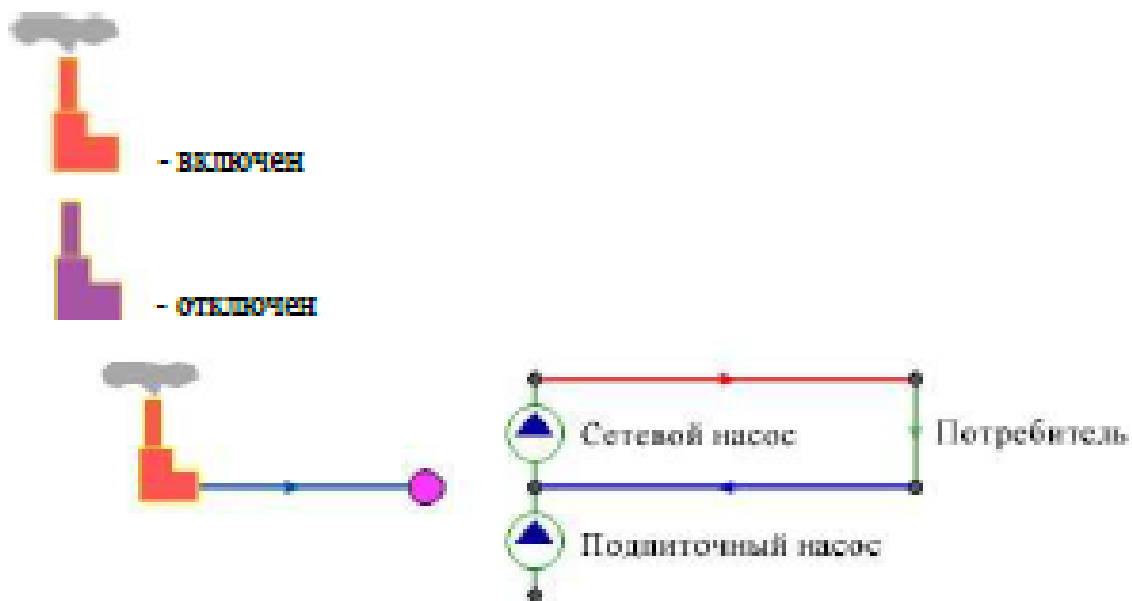 - включен
- отключен
Сетевой насос
Потребитель
Подпиточный насос